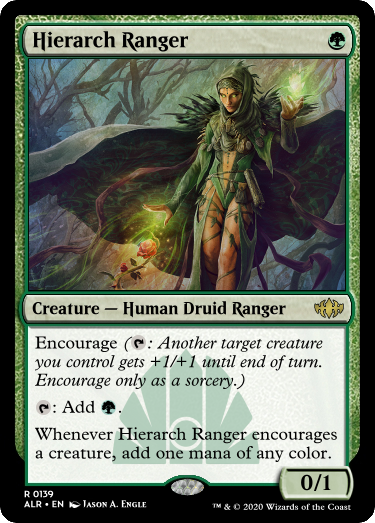 Hierarch Ranger
Creature — Human Druid Ranger
Encourage (T: Another target creature
you control gets +1/+1 until end of turn.
Encourage only as a sorcery.)
T: Add G.
Whenever Hierarch Ranger encourages
a creature, add one mana of any color.
0/1
R 0139
ALR • EN Jason A. Engle
™ & © 2020 Wizards of the Coast